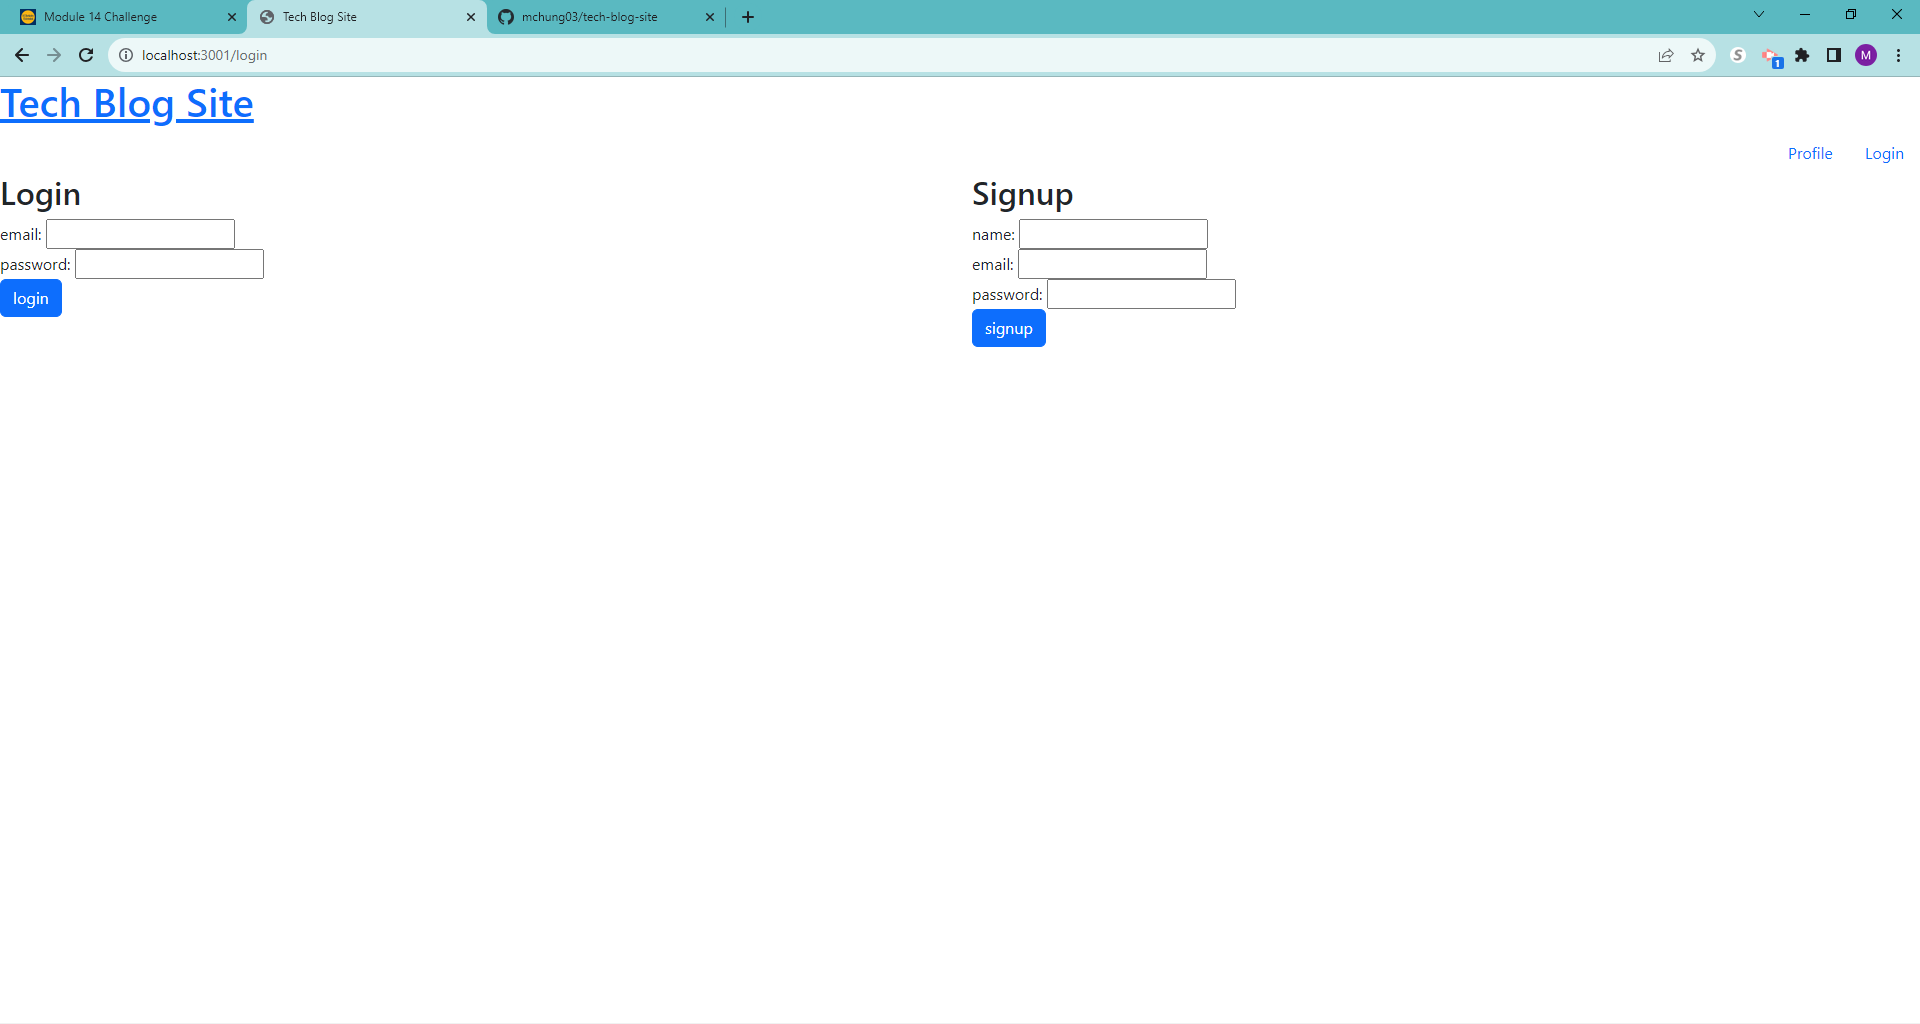 Module 14 Challenge
Tech Blog Site
mchung03/tech-blog-site
localhost:3001/login
S
1
M
Tech Blog Site
Profile Login
Login
email:
password:
login
Signup
name:
email:
password:
signup